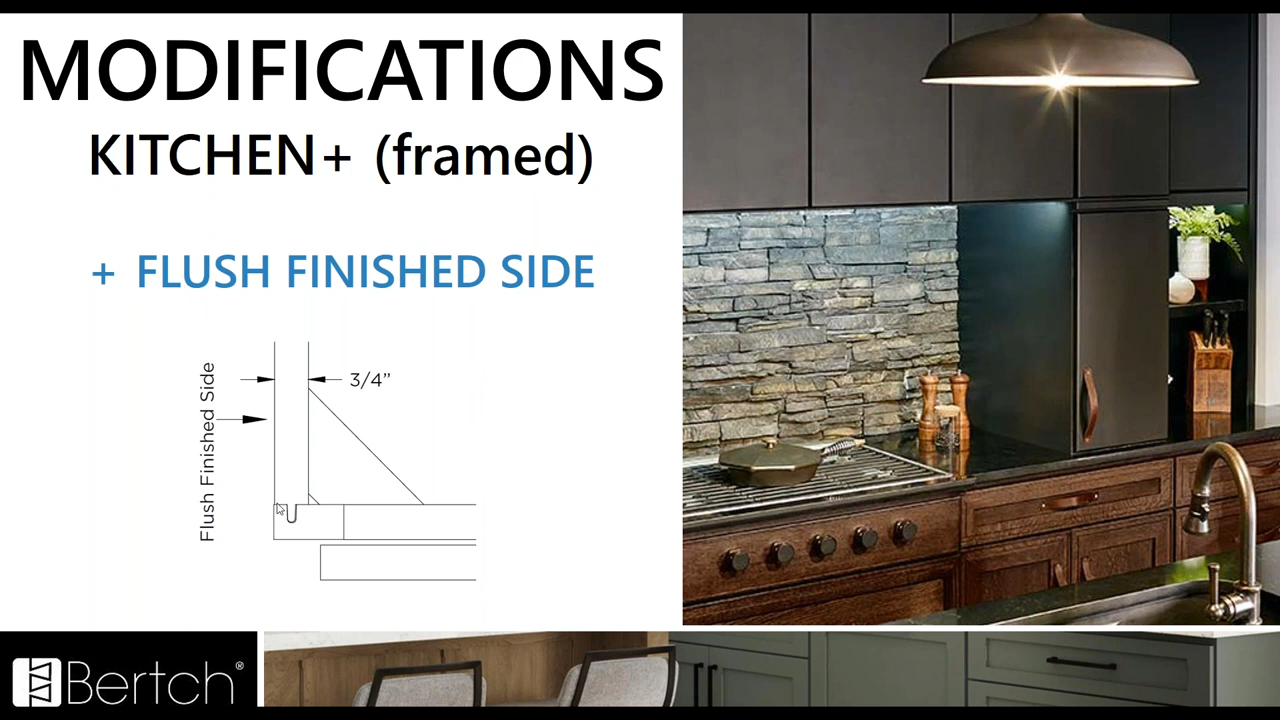 MODIFICATIONS
KITCHEN+ (framed)
+ FLUSH FINISHED SIDE
Flush Finished Side
3/4”
Bertch®